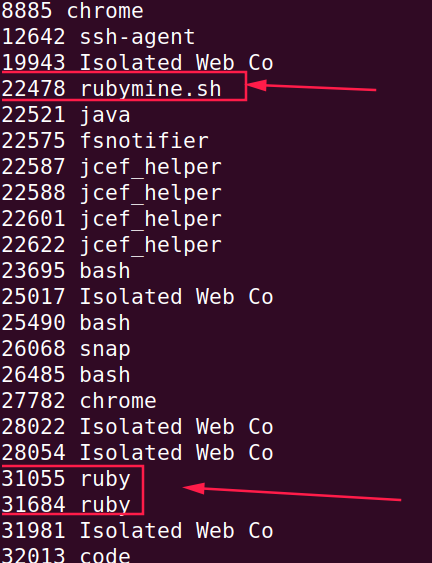 8885 chrome
12642 ssh-agent
19943 Isolated Web Co
22478 rubymine.sh
22521 java
22575 fsnotifier
22587 jcef_helper
22588 jcef_helper
22601 jcef_helper
22622 jcef_helper
23695 bash
25017 Isolated Web Co
25490 bash
26068 snap
26485 bash
27782 chrome
28022 Isolated Web Co
28054 Isolated Web Co
31055 ruby
31684 ruby
31981 Isolated Web Co
32013 code